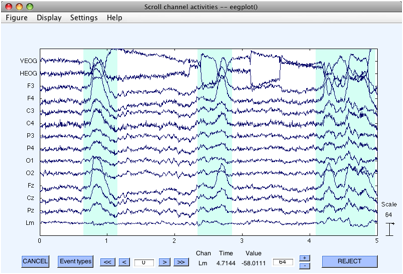 Scroll channel activities -- eegplot()
Figure Display Settings Help
VEOG
HEOG
F3
F4
C3
C4
P3
P4
O1
O2
Fz
Cz
Pz
Lm
Scale
64
0 1 2 3 4 5
Chan Time Value
CANCEL Event types << < 0 > >> Lm 4.7144 -58.0111 64 + - REJECT